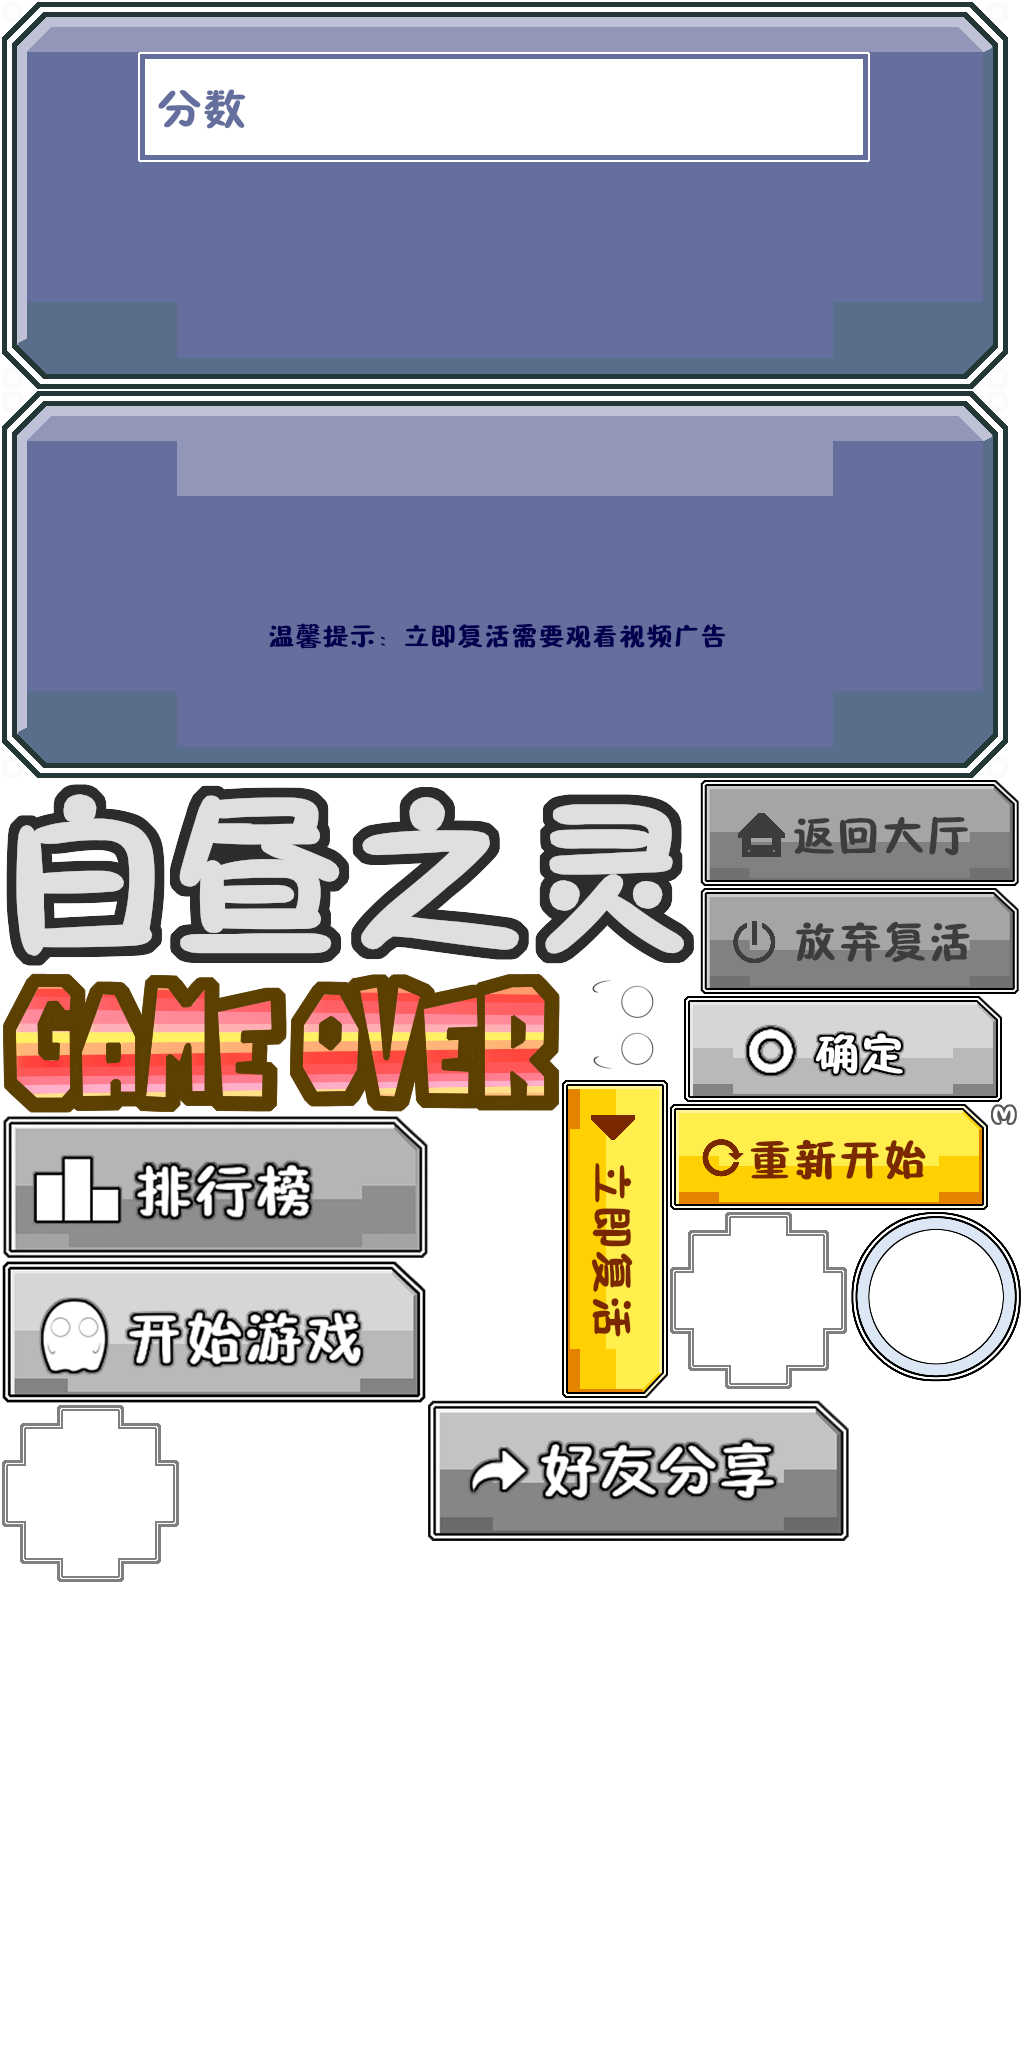 分数
温馨提示：立即复活需要观看视频广告
白昼之灵
返回大厅
放弃复活
GAME OVER
确定
重新开始
M
排行榜
立即复活
开始游戏
好友分享